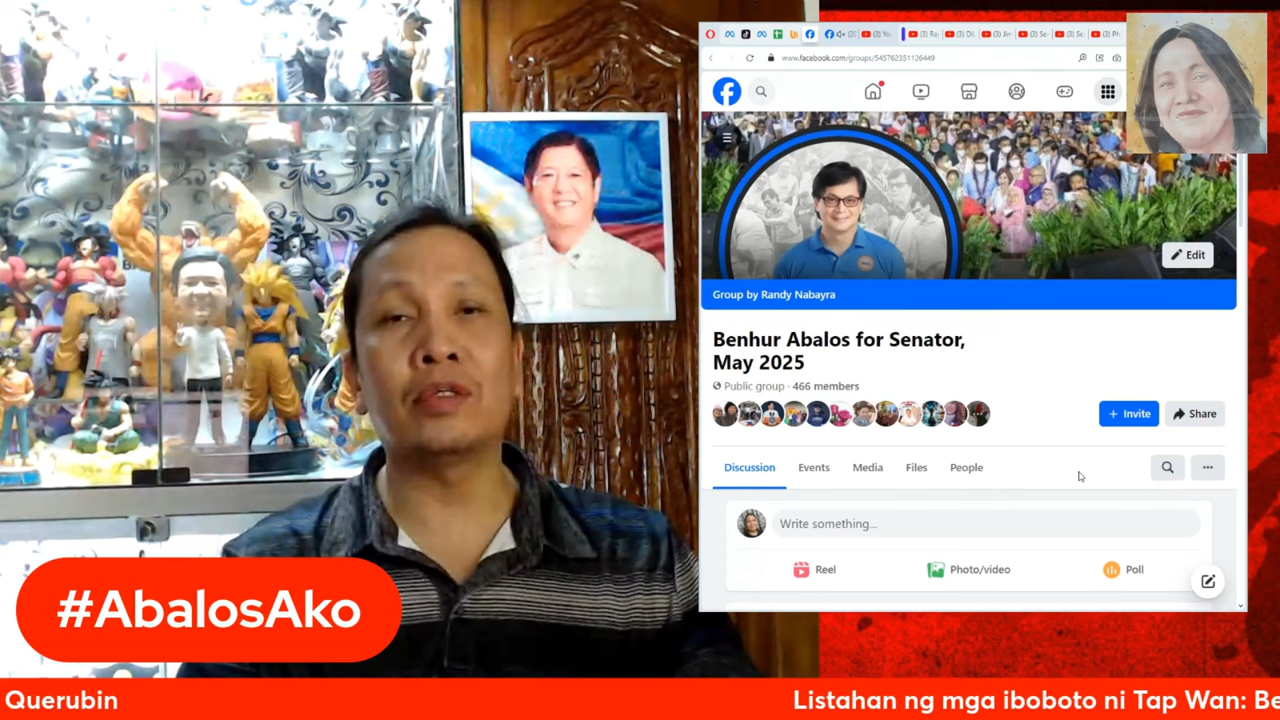 www.facebook.com/groups/545762351126449
Edit
Group by Randy Nabayra
Benhur Abalos for Senator,
May 2025
Public group · 466 members
Invite
Share
Discussion
Events
Media
Files
People
Write something...
Reel
Photo/video
Poll
#AbalosAko
Querubin
Listahan ng mga iboboto ni Tap Wan: Be